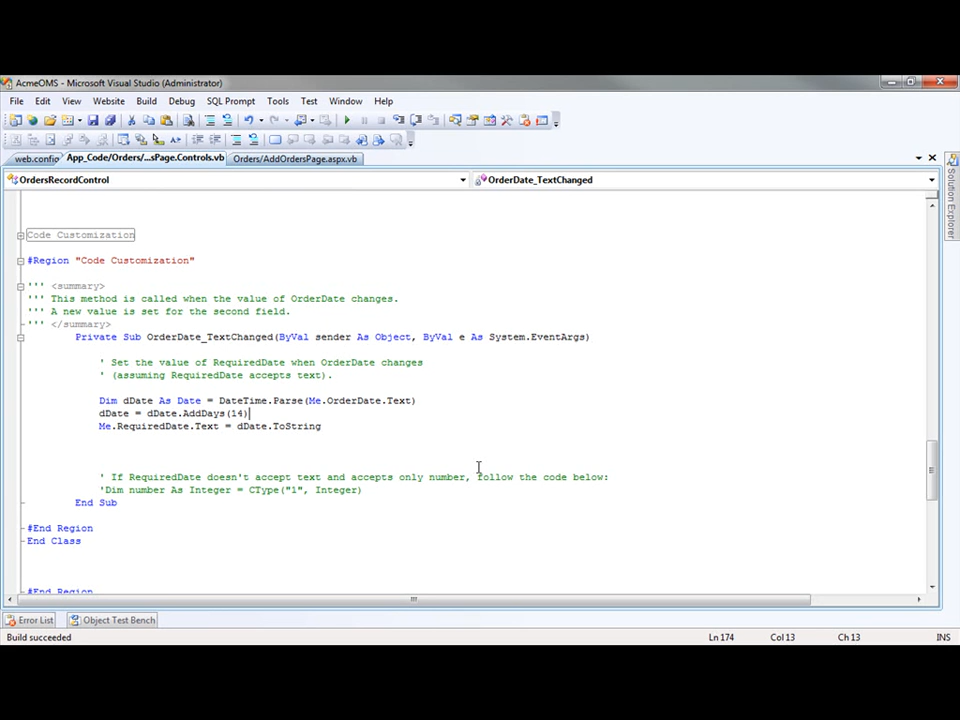 AcmeOMS - Microsoft Visual Studio (Administrator)
File Edit View Website Build Debug SQL Prompt Tools Test Window Help
web.config App_Code/Orders/...sPage.Controls.vb Orders/AddOrdersPage.aspx.vb
OrdersRecordControl OrderDate_TextChanged
Solution Explorer
Code Customization
#Region "Code Customization"
''' <summary>
''' This method is called when the value of OrderDate changes.
''' A new value is set for the second field.
''' </summary>
Private Sub OrderDate_TextChanged(ByVal sender As Object, ByVal e As System.EventArgs)
' Set the value of RequiredDate when OrderDate changes
' (assuming RequiredDate accepts text).
Dim dDate As Date = DateTime.Parse(Me.OrderDate.Text)
dDate = dDate.AddDays(14)
Me.RequiredDate.Text = dDate.ToString
' If RequiredDate doesn't accept text and accepts only number, follow the code below:
'Dim number As Integer = CType("1", Integer)
End Sub
#End Region
End Class
#End Region
Error List Object Test Bench
Build succeeded Ln 174 Col 13 Ch 13 INS